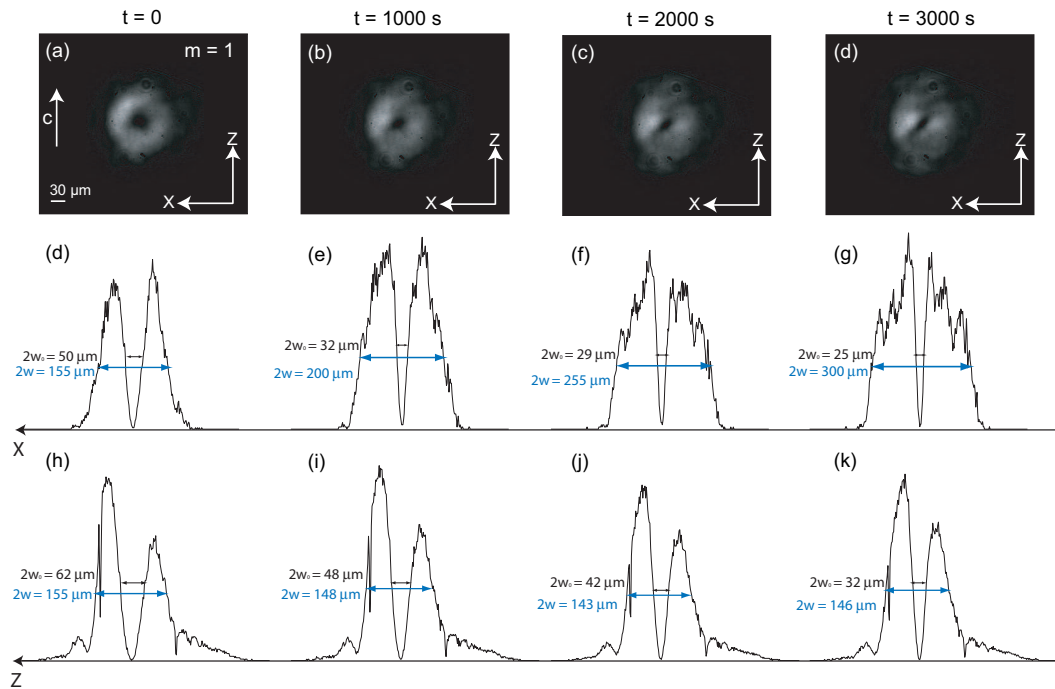 t = 0
t = 1000 s
t = 2000 s
t = 3000 s
(a)
m = 1
(b)
(c)
(d)
c
Z
Z
Z
Z
30 µm
X
X
X
X
(d)
(e)
(f)
(g)
2w₀ = 50 µm
2w = 155 µm
2w₀ = 32 µm
2w = 200 µm
2w₀ = 29 µm
2w = 255 µm
2w₀ = 25 µm
2w = 300 µm
X
(h)
(i)
(j)
(k)
2w₀ = 62 µm
2w = 155 µm
2w₀ = 48 µm
2w = 148 µm
2w₀ = 42 µm
2w = 143 µm
2w₀ = 32 µm
2w = 146 µm
Z